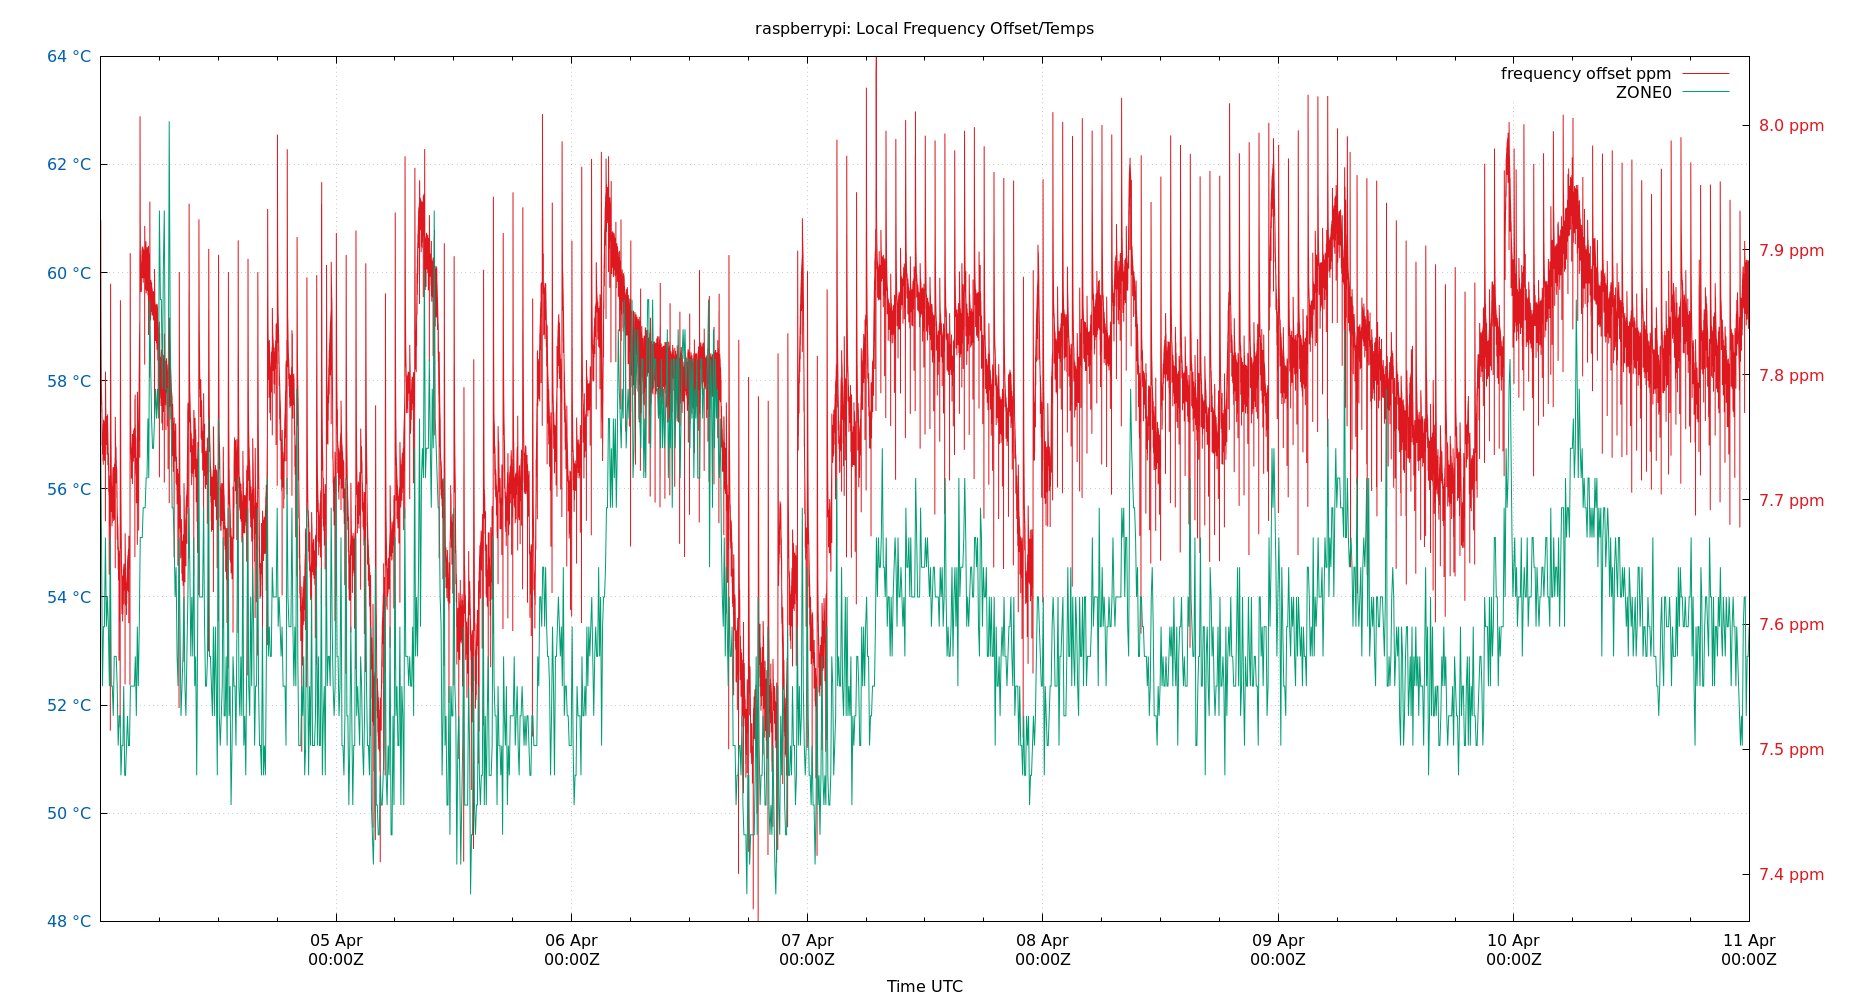 raspberrypi: Local Frequency Offset/Temps
frequency offset ppm
ZONE0
64 °C
62 °C
60 °C
58 °C
56 °C
54 °C
52 °C
50 °C
48 °C
8.0 ppm
7.9 ppm
7.8 ppm
7.7 ppm
7.6 ppm
7.5 ppm
7.4 ppm
05 Apr
00:00Z
06 Apr
00:00Z
07 Apr
00:00Z
08 Apr
00:00Z
09 Apr
00:00Z
10 Apr
00:00Z
11 Apr
00:00Z
Time UTC